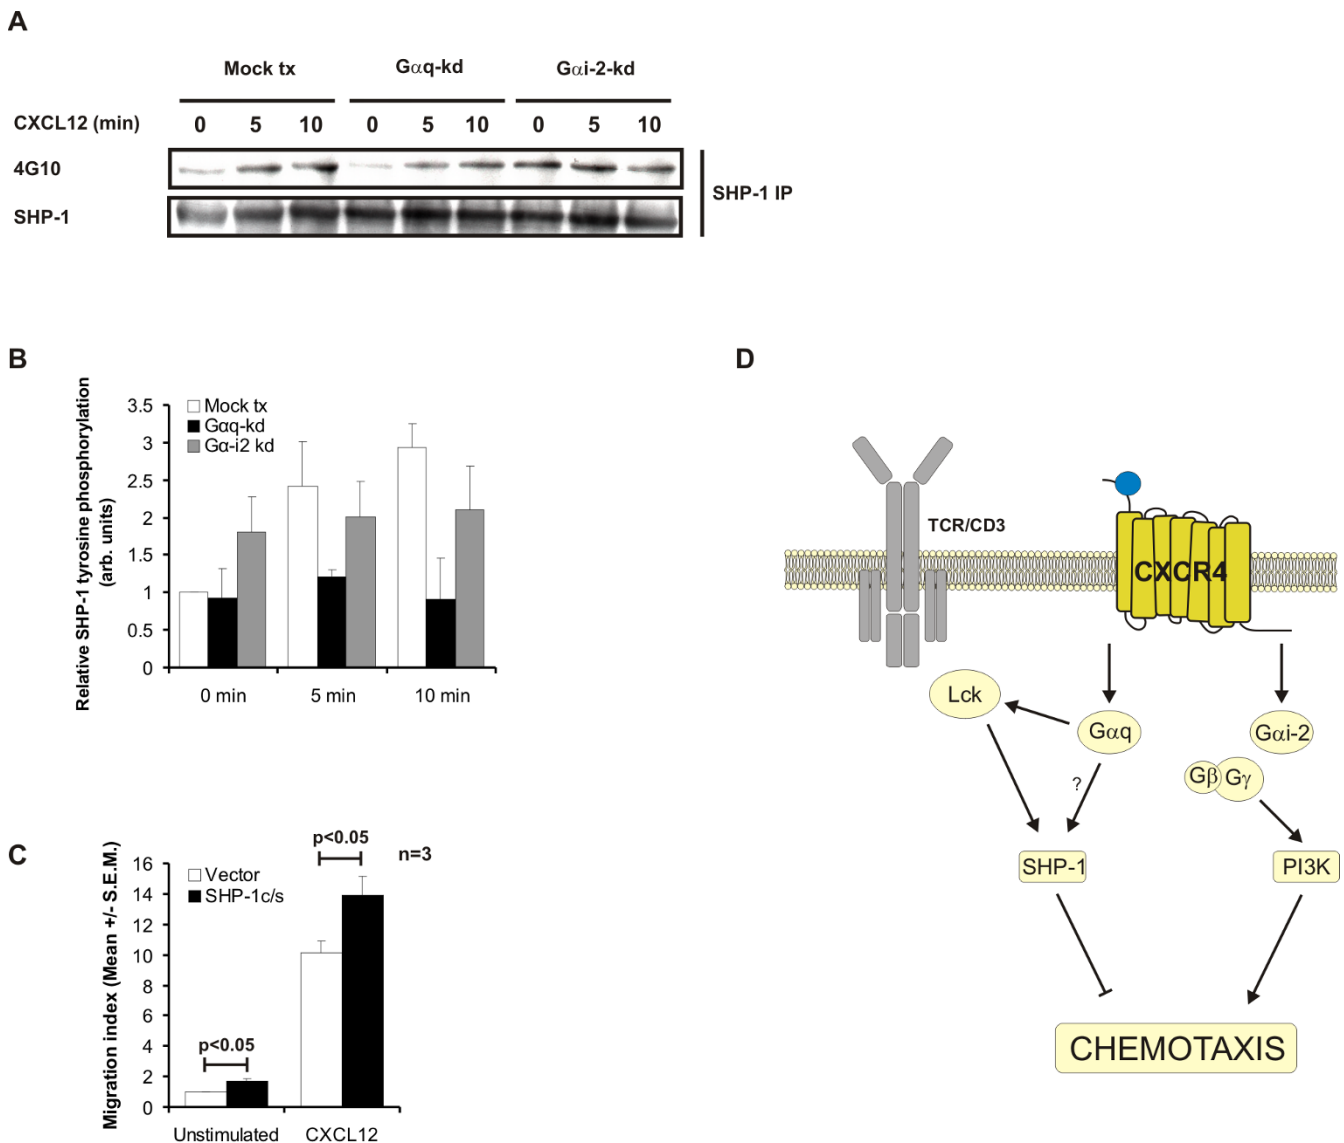 A
Mock tx Gαq-kd Gαi-2-kd
CXCL12 (min) 0 5 10 0 5 10 0 5 10
4G10
SHP-1
SHP-1 IP
B
Relative SHP-1 tyrosine phosphorylation
(arb. units)
3.5
3
2.5
2
1.5
1
0.5
0
Mock tx
Gαq-kd
Gα-i2 kd
0 min 5 min 10 min
C
Migration index (Mean +/- S.E.M.)
16
14
12
10
8
6
4
2
0
Vector
SHP-1c/s
p<0.05
p<0.05
n=3
Unstimulated CXCL12
D
TCR/CD3
CXCR4
Lck
Gαq
Gαi-2
Gβ Gγ
?
SHP-1
PI3K
CHEMOTAXIS